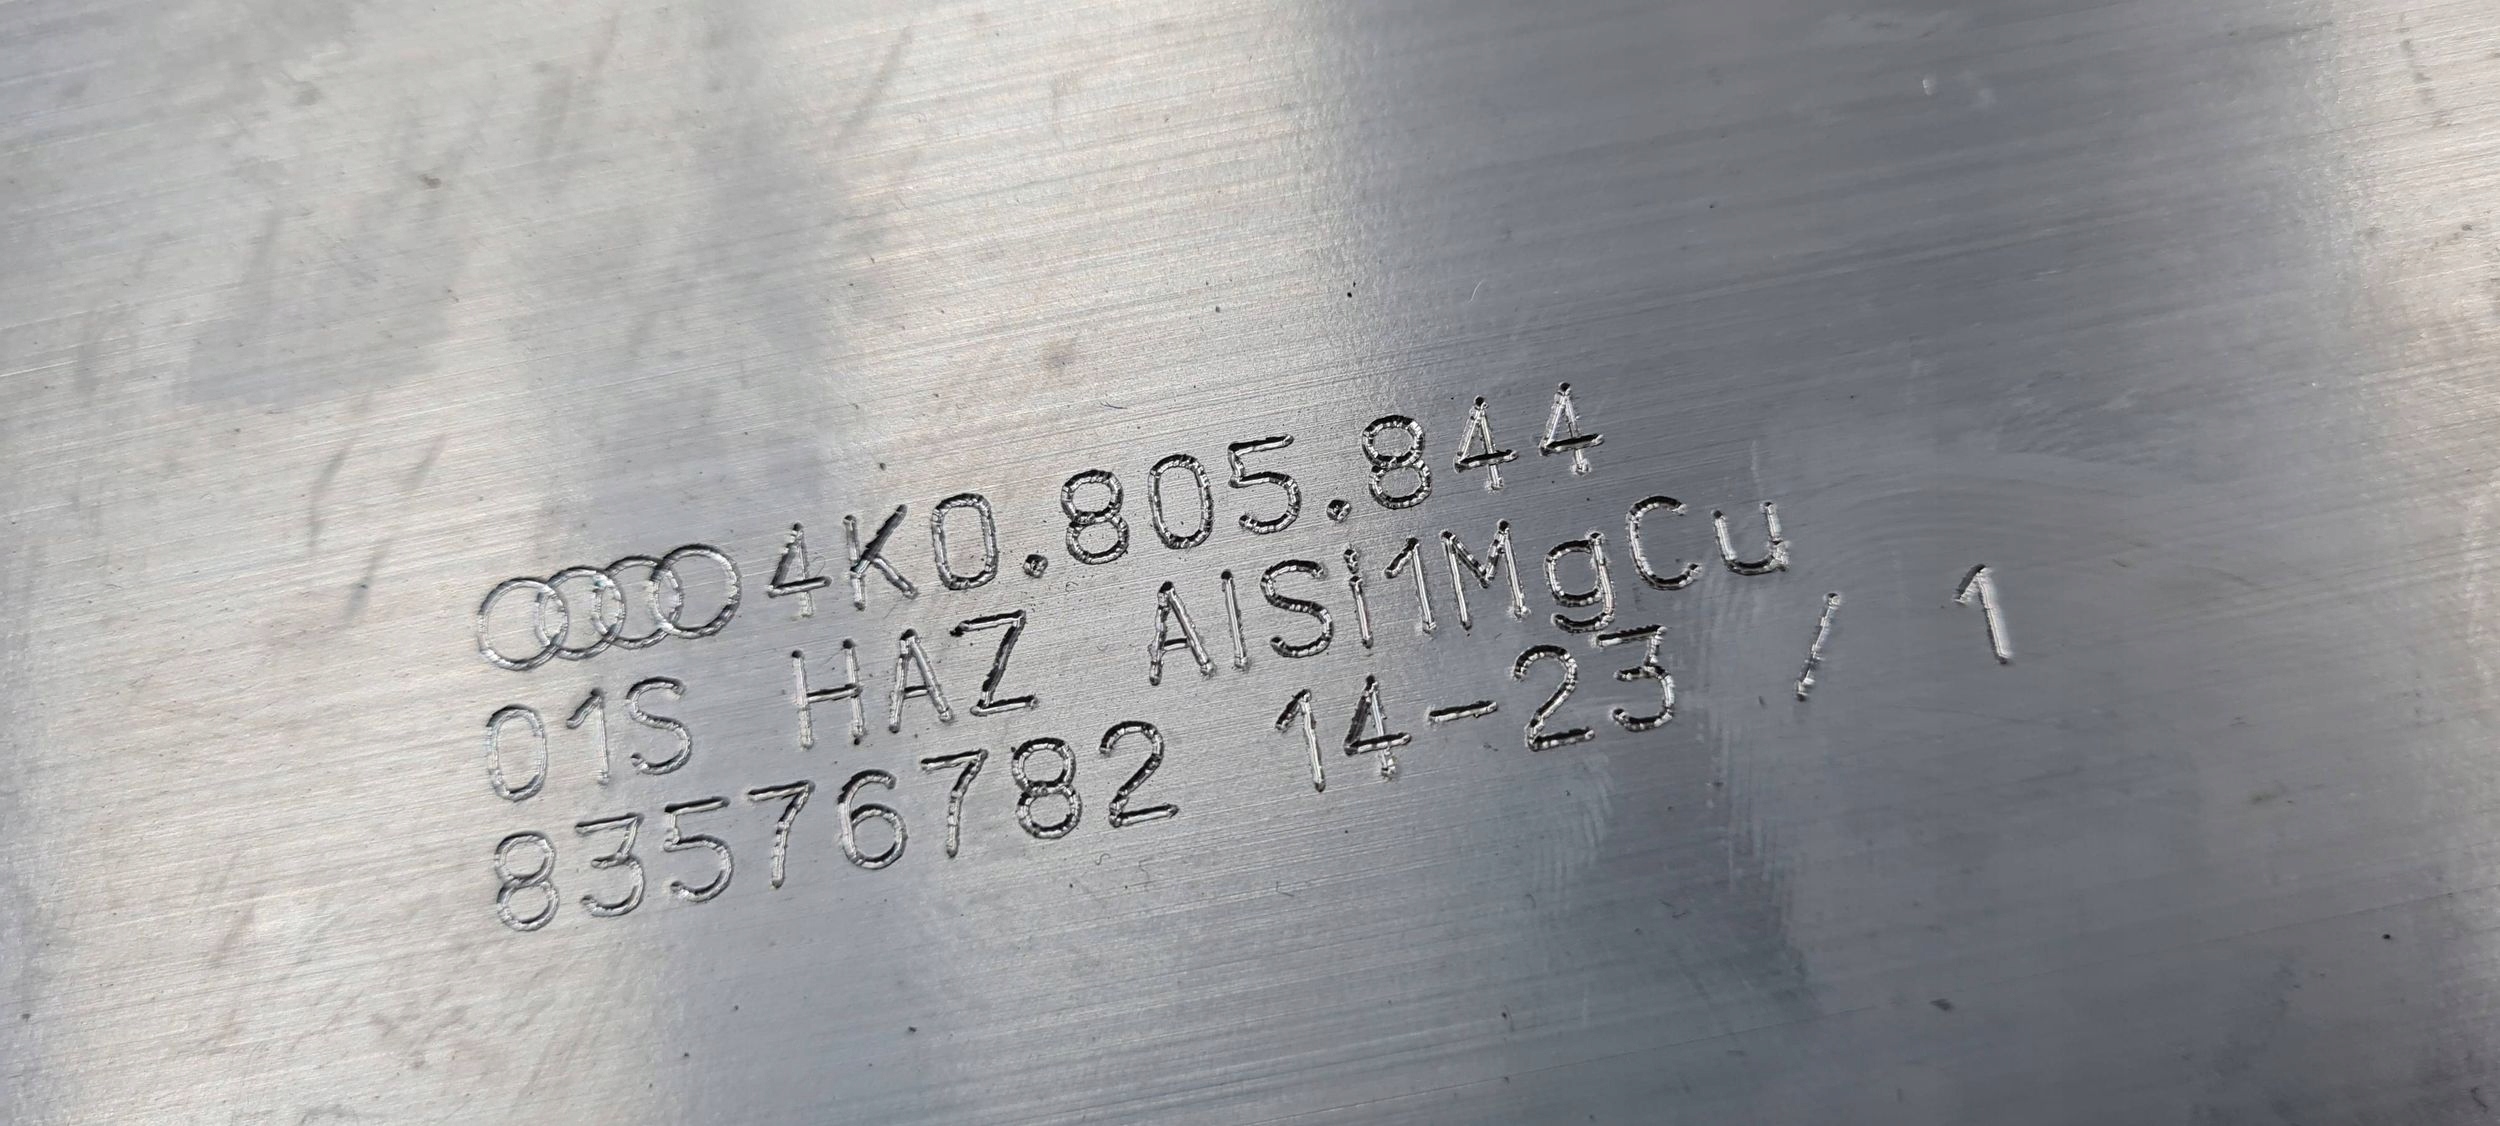 4K0.805.844
01S HAZ AlSi1MgCu
83576782 14-23 / 1